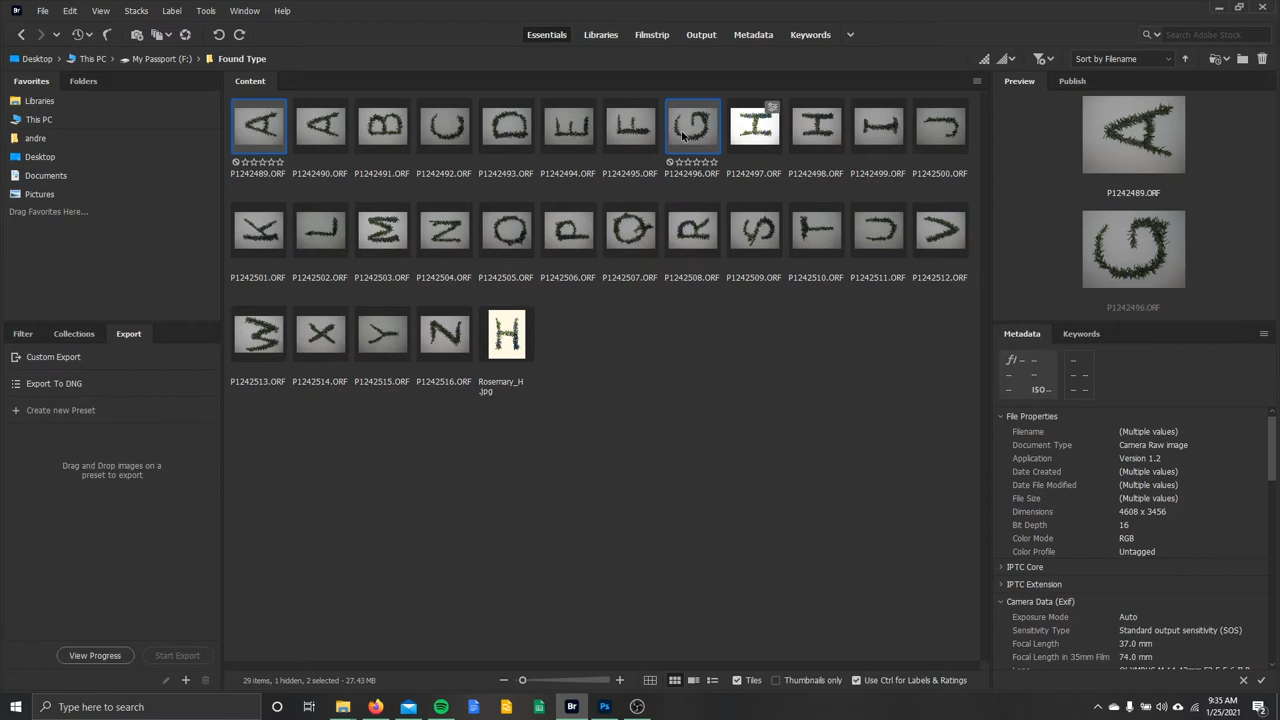 Br File Edit View Stacks Label Tools Window Help
Essentials Libraries Filmstrip Output Metadata Keywords Search Adobe Stock
Desktop This PC My Passport (F:) Found Type Sort by Filename
Favorites Folders
Libraries
This PC
andre
Desktop
Documents
Pictures
Drag Favorites Here...
Filter Collections Export
Custom Export
Export To DNG
Create new Preset
Drag and Drop images on a
preset to export
View Progress Start Export
Content
A A B C D E F G H H I J
P1242489.ORF P1242490.ORF P1242491.ORF P1242492.ORF P1242493.ORF P1242494.ORF P1242495.ORF P1242496.ORF P1242497.ORF P1242498.ORF P1242499.ORF P1242500.ORF
K L M N O P Q R S T U V
P1242501.ORF P1242502.ORF P1242503.ORF P1242504.ORF P1242505.ORF P1242506.ORF P1242507.ORF P1242508.ORF P1242509.ORF P1242510.ORF P1242511.ORF P1242512.ORF
W X Y Z H
P1242513.ORF P1242514.ORF P1242515.ORF P1242516.ORF Rosemary_H
.jpg
29 items, 1 hidden, 2 selected - 27.43 MB
Tiles Thumbnails only Use Ctrl for Labels & Ratings
Preview Publish
A
P1242489.ORF
G
P1242496.ORF
Metadata Keywords
f/ -- -- --
-- -- -- --
-- ISO -- -- --
File Properties
Filename (Multiple values)
Document Type Camera Raw image
Application Version 1.2
Date Created (Multiple values)
Date File Modified (Multiple values)
File Size (Multiple values)
Dimensions 4608 x 3456
Bit Depth 16
Color Mode RGB
Color Profile Untagged
IPTC Core
IPTC Extension
Camera Data (Exif)
Exposure Mode Auto
Sensitivity Type Standard output sensitivity (SOS)
Focal Length 37.0 mm
Focal Length in 35mm Film 74.0 mm
Type here to search
Br Ps
9:35 AM
1/25/2021